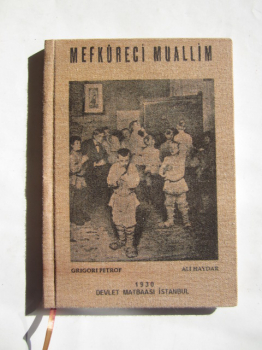 MEFKÛRECİ MUALLİM
GRIGORI PETROF
ALİ HAYDAR
1930
DEVLET MATBAASI İSTANBUL